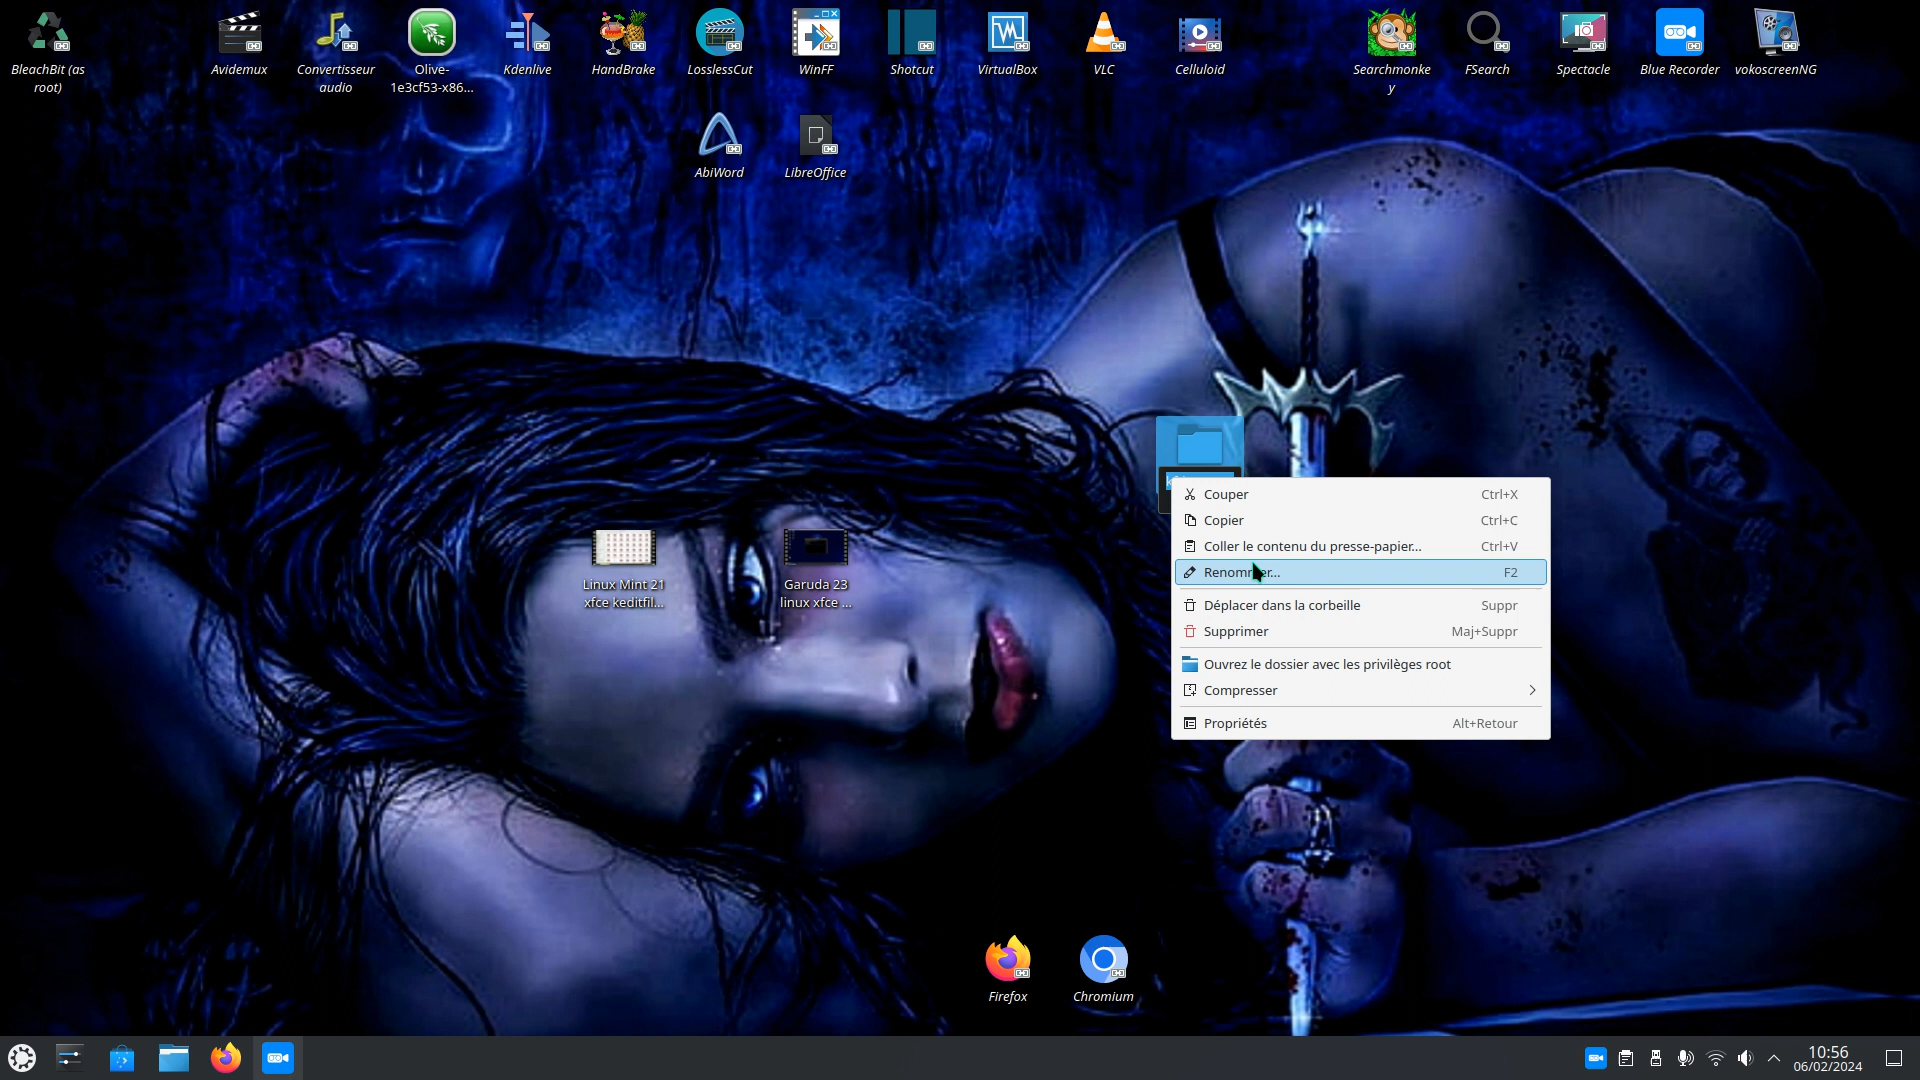 BleachBit (as
root)
Avidemux
Convertisseur
audio
Olive-
1e3cf53-x86...
Kdenlive
HandBrake
LosslessCut
WinFF
Shotcut
VirtualBox
VLC
Celluloid
Searchmonke
y
FSearch
Spectacle
Blue Recorder
vokoscreenNG
AbiWord
LibreOffice
Linux Mint 21
xfce keditfil...
Garuda 23
linux xfce ...
Couper Ctrl+X
Copier Ctrl+C
Coller le contenu du presse-papier... Ctrl+V
Renommer... F2
Déplacer dans la corbeille Suppr
Supprimer Maj+Suppr
Ouvrez le dossier avec les privilèges root
Compresser
Propriétés Alt+Retour
Firefox
Chromium
10:56
06/02/2024